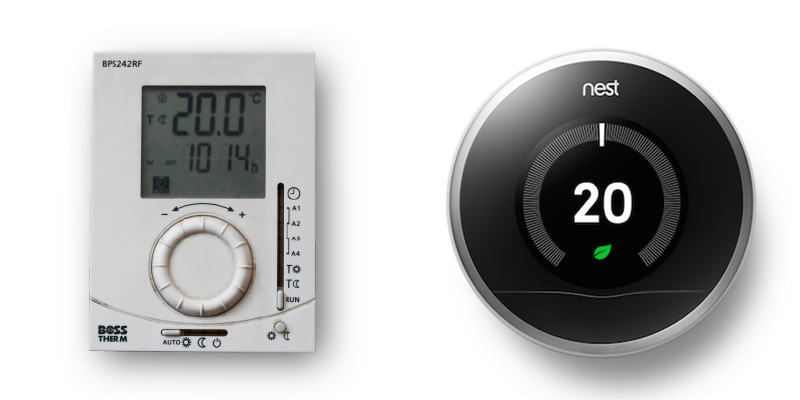 BPS242RF
20.0°C
T
OFF
10 14h
− +
A1
A2
A3
A4
T
T
RUN
BOSS
THERM
AUTO
nest
20